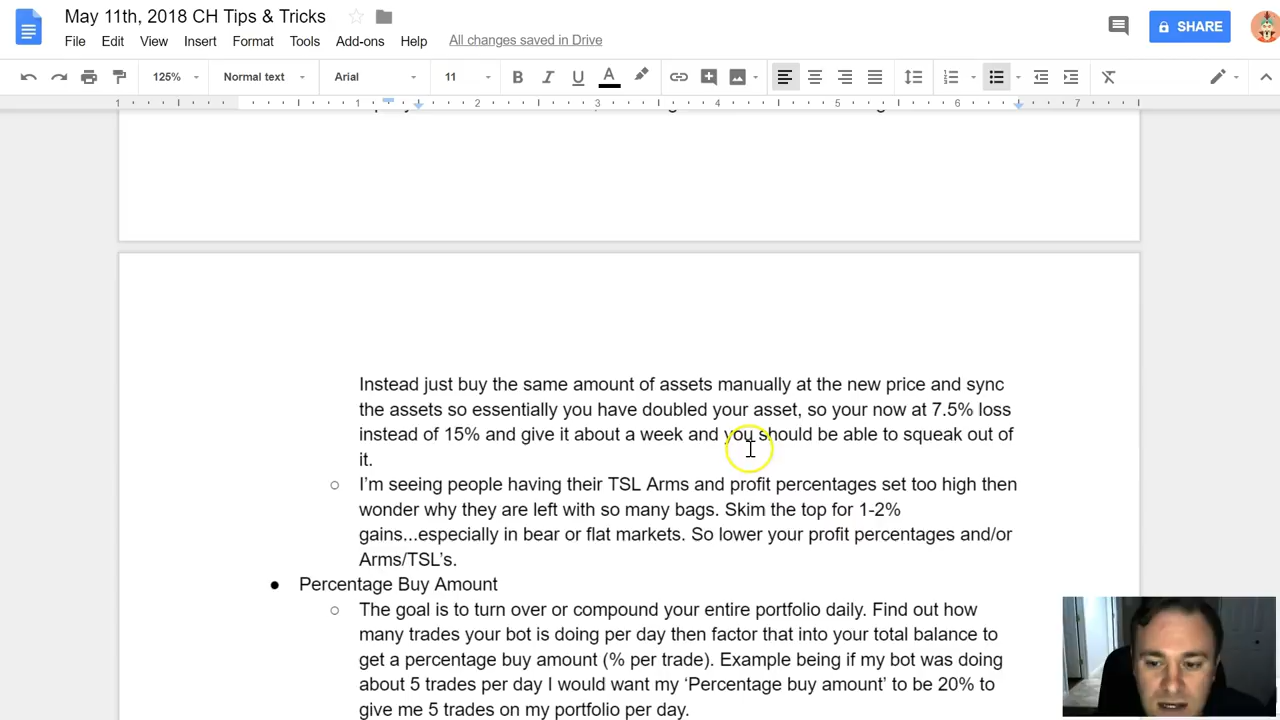 May 11th, 2018 CH Tips & Tricks
File Edit View Insert Format Tools Add-ons Help All changes saved in Drive
SHARE
125% Normal text Arial 11
1 1 2 3 4 5 6 7
Instead just buy the same amount of assets manually at the new price and sync
the assets so essentially you have doubled your asset, so your now at 7.5% loss
instead of 15% and give it about a week and you should be able to squeak out of
it.
I'm seeing people having their TSL Arms and profit percentages set too high then
wonder why they are left with so many bags. Skim the top for 1-2%
gains...especially in bear or flat markets. So lower your profit percentages and/or
Arms/TSL's.
Percentage Buy Amount
The goal is to turn over or compound your entire portfolio daily. Find out how
many trades your bot is doing per day then factor that into your total balance to
get a percentage buy amount (% per trade). Example being if my bot was doing
about 5 trades per day I would want my 'Percentage buy amount' to be 20% to
give me 5 trades on my portfolio per day.